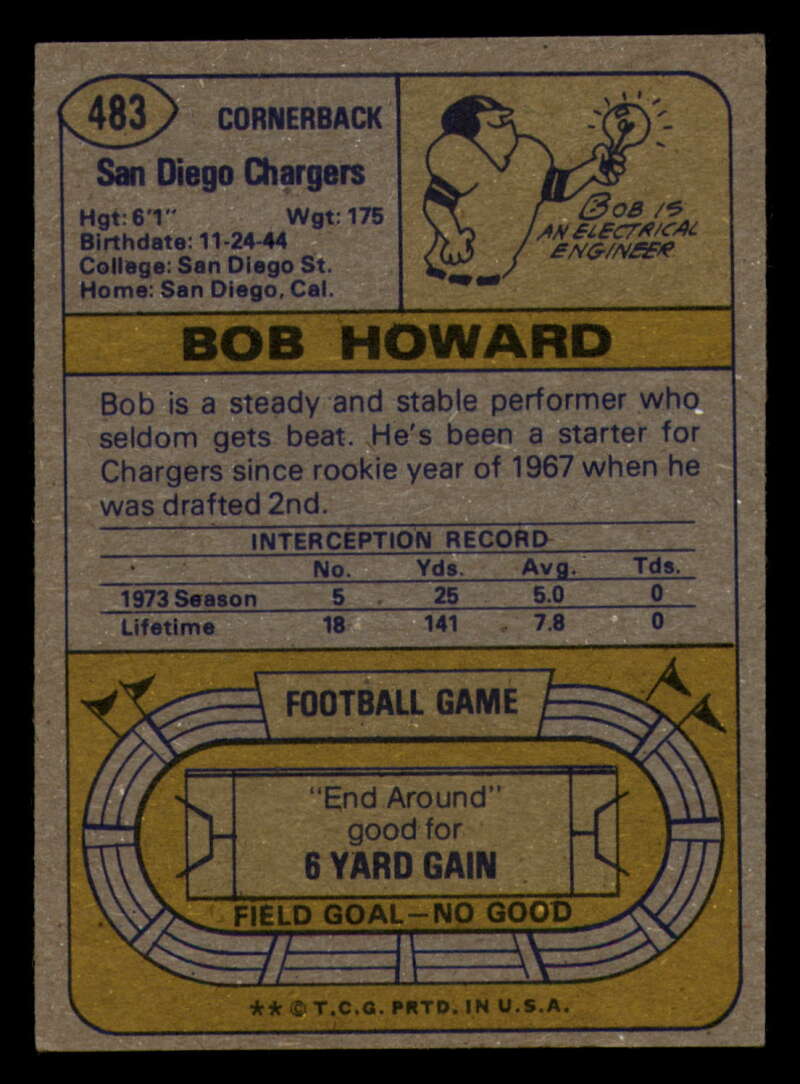 483
CORNERBACK
San Diego Chargers
Hgt: 6'1" Wgt: 175
Birthdate: 11-24-44
College: San Diego St.
Home: San Diego, Cal.
BOB IS
AN ELECTRICAL
ENGINEER
BOB HOWARD
Bob is a steady and stable performer who
seldom gets beat. He's been a starter for
Chargers since rookie year of 1967 when he
was drafted 2nd.
INTERCEPTION RECORD
No. Yds. Avg. Tds.
1973 Season 5 25 5.0 0
Lifetime 18 141 7.8 0
FOOTBALL GAME
"End Around"
good for
6 YARD GAIN
FIELD GOAL—NO GOOD
** © T.C.G. PRTD. IN U.S.A.